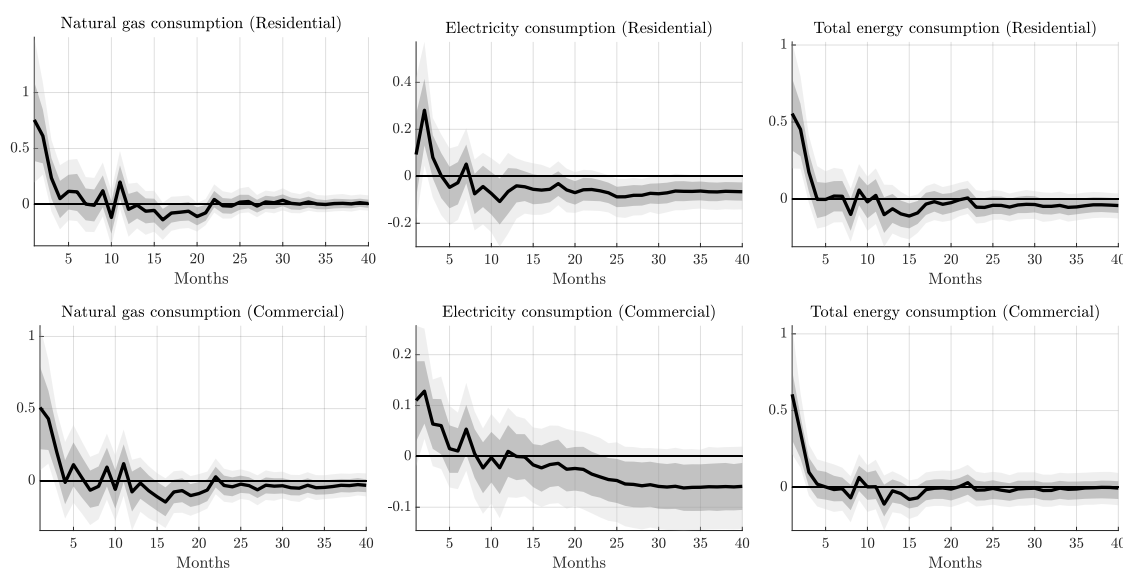 Natural gas consumption (Residential)
1
0.5
0
5 10 15 20 25 30 35 40
Months
Electricity consumption (Residential)
0.4
0.2
0
-0.2
5 10 15 20 25 30 35 40
Months
Total energy consumption (Residential)
1
0.5
0
5 10 15 20 25 30 35 40
Months
Natural gas consumption (Commercial)
1
0.5
0
5 10 15 20 25 30 35 40
Months
Electricity consumption (Commercial)
0.2
0.1
0
-0.1
5 10 15 20 25 30 35 40
Months
Total energy consumption (Commercial)
1
0.5
0
5 10 15 20 25 30 35 40
Months